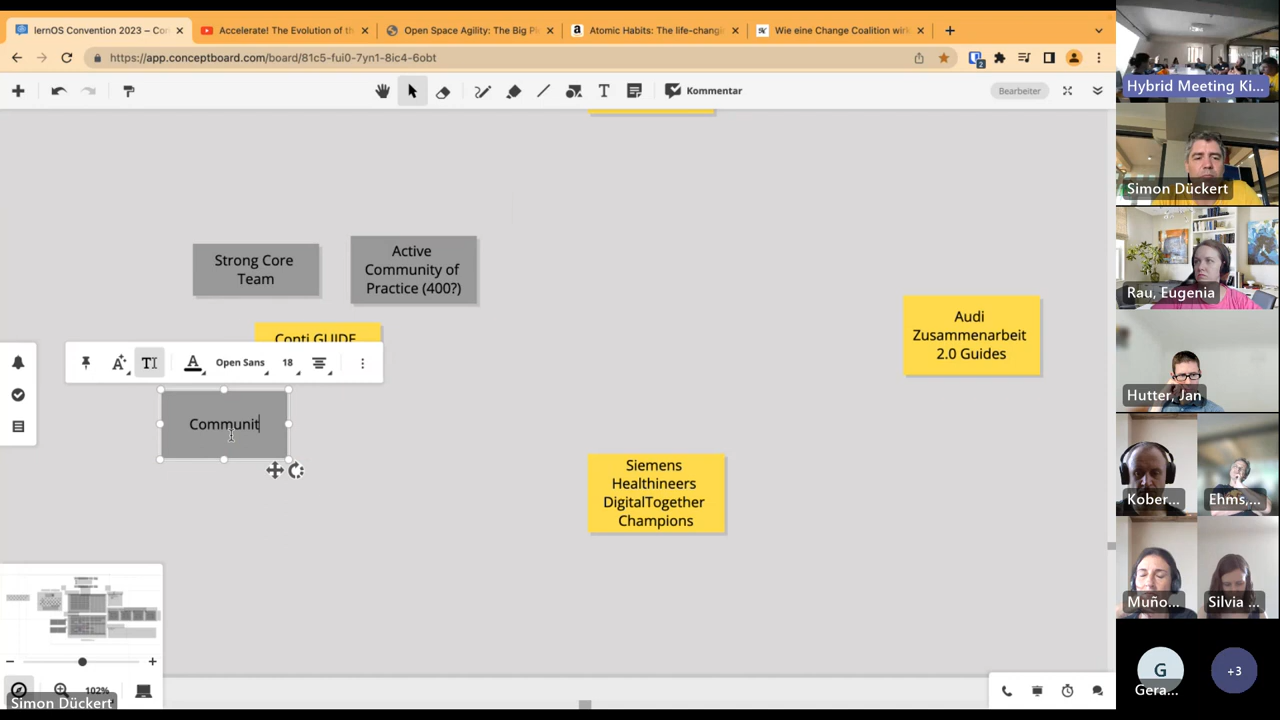 lernOS Convention 2023 – Co
Accelerate! The Evolution of th
Open Space Agility: The Big P
Atomic Habits: The life-changi
Wie eine Change Coalition wir
https://app.conceptboard.com/board/81c5-fui0-7yn1-8ic4-6obt
2
Kommentar
Bearbeiter
Strong Core
Team
Active
Community of
Practice (400?)
Conti GUIDE
Open Sans
18
Communit
Audi
Zusammenarbeit
2.0 Guides
Siemens
Healthineers
DigitalTogether
Champions
102%
Simon Dückert
Hybrid Meeting Ki...
Simon Dückert
Rau, Eugenia
Hutter, Jan
Kober...
Ehms,...
Muño...
Silvia ...
G
Gera...
+3